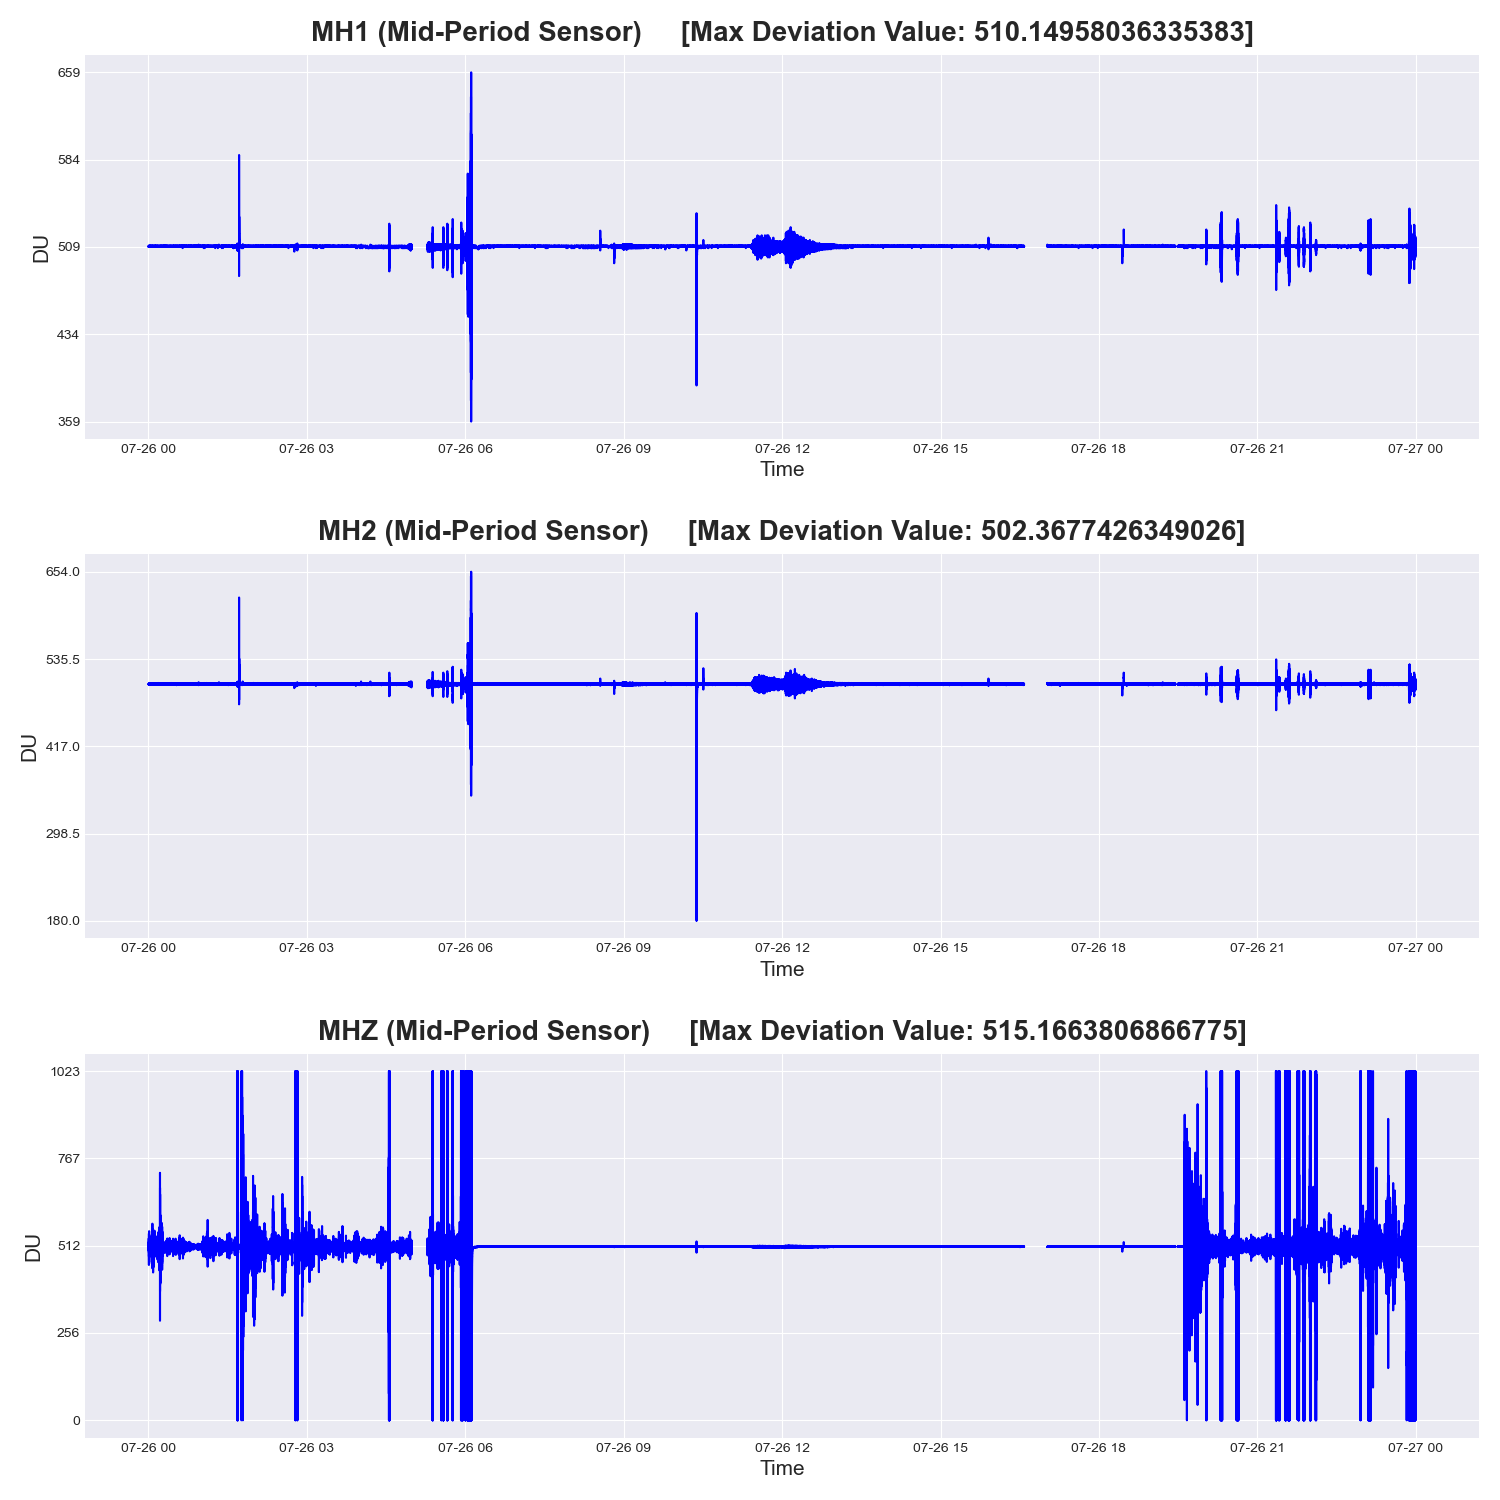 MH1 (Mid-Period Sensor) [Max Deviation Value: 510.14958036335383]
659
584
509
434
359
DU
07-26 00 07-26 03 07-26 06 07-26 09 07-26 12 07-26 15 07-26 18 07-26 21 07-27 00
Time
MH2 (Mid-Period Sensor) [Max Deviation Value: 502.3677426349026]
654.0
535.5
417.0
298.5
180.0
DU
07-26 00 07-26 03 07-26 06 07-26 09 07-26 12 07-26 15 07-26 18 07-26 21 07-27 00
Time
MHZ (Mid-Period Sensor) [Max Deviation Value: 515.1663806866775]
1023
767
512
256
0
DU
07-26 00 07-26 03 07-26 06 07-26 09 07-26 12 07-26 15 07-26 18 07-26 21 07-27 00
Time